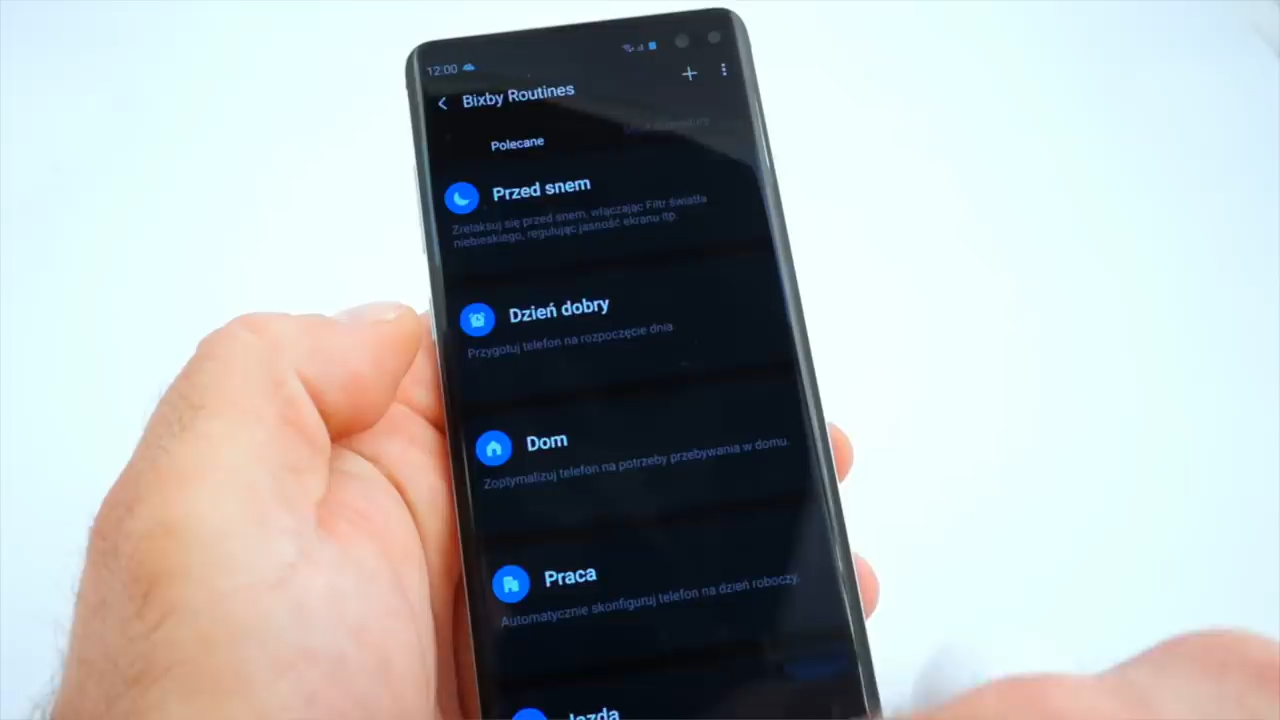 12:00
Bixby Routines
Polecane
Przed snem
Zrelaksuj się przed snem, włączając Filtr światła
niebieskiego, regulując jasność ekranu itp.
Dzień dobry
Przygotuj telefon na rozpoczęcie dnia
Dom
Zoptymalizuj telefon na potrzeby przebywania w domu.
Praca
Automatycznie skonfiguruj telefon na dzień roboczy.
Jazda